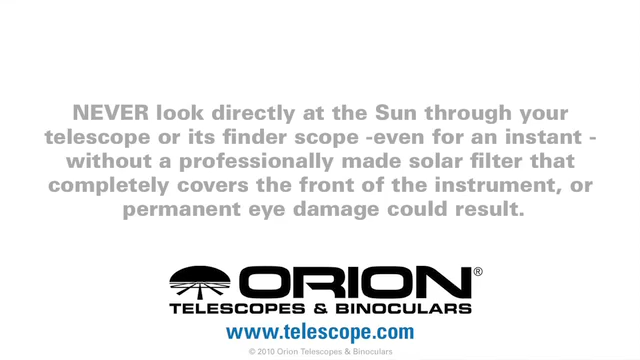 NEVER look directly at the Sun through your
telescope or its finder scope -even for an instant -
without a professionally made solar filter that
completely covers the front of the instrument, or
permanent eye damage could result.
ORION®
TELESCOPES & BINOCULARS
www.telescope.com
© 2010 Orion Telescopes & Binoculars